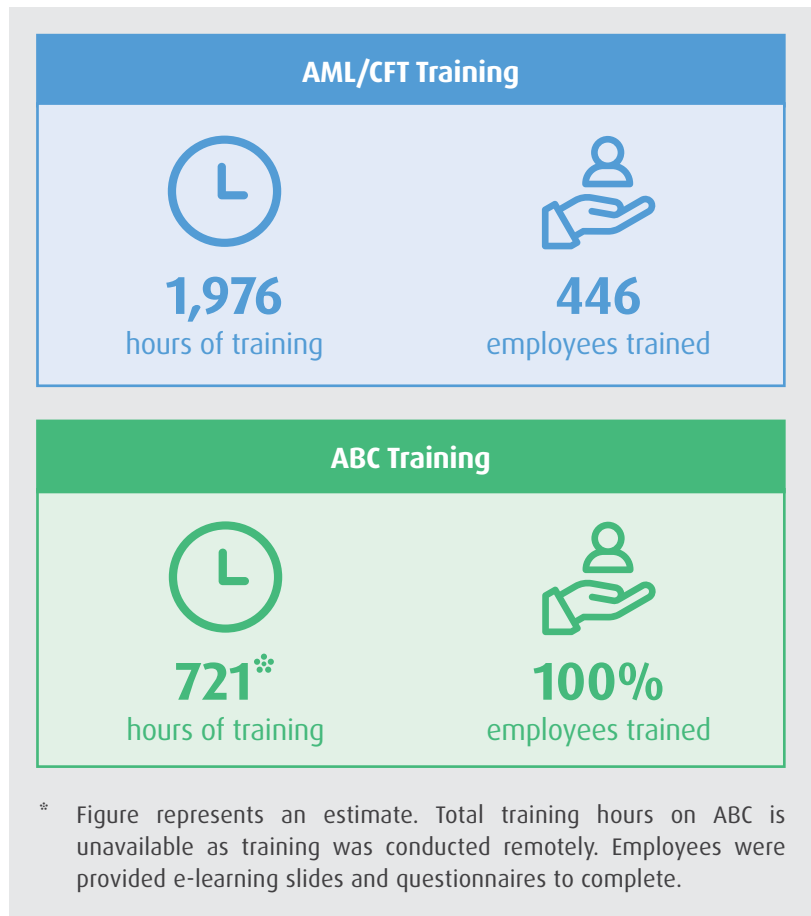 AML/CFT Training
1,976
hours of training
446
employees trained
ABC Training
721*
hours of training
100%
employees trained
* Figure represents an estimate. Total training hours on ABC is
unavailable as training was conducted remotely. Employees were
provided e-learning slides and questionnaires to complete.